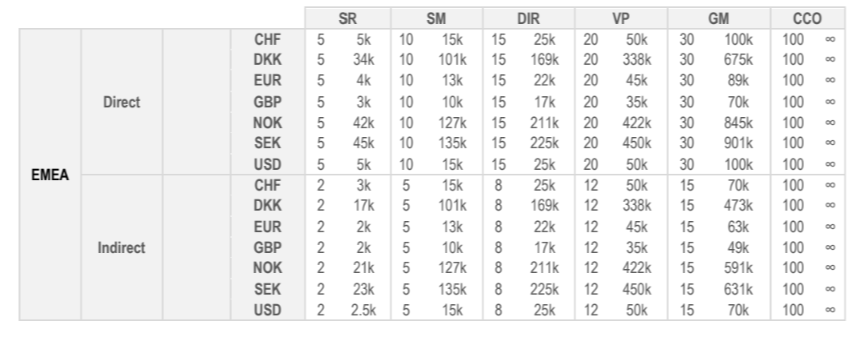 SR SM DIR VP GM CCO
CHF 5 5k 10 15k 15 25k 20 50k 30 100k 100 ∞
DKK 5 34k 10 101k 15 169k 20 338k 30 675k 100 ∞
EUR 5 4k 10 13k 15 22k 20 45k 30 89k 100 ∞
Direct GBP 5 3k 10 10k 15 17k 20 35k 30 70k 100 ∞
NOK 5 42k 10 127k 15 211k 20 422k 30 845k 100 ∞
SEK 5 45k 10 135k 15 225k 20 450k 30 901k 100 ∞
USD 5 5k 10 15k 15 25k 20 50k 30 100k 100 ∞
EMEA
CHF 2 3k 5 15k 8 25k 12 50k 15 70k 100 ∞
DKK 2 17k 5 101k 8 169k 12 338k 15 473k 100 ∞
EUR 2 2k 5 13k 8 22k 12 45k 15 63k 100 ∞
Indirect GBP 2 2k 5 10k 8 17k 12 35k 15 49k 100 ∞
NOK 2 21k 5 127k 8 211k 12 422k 15 591k 100 ∞
SEK 2 23k 5 135k 8 225k 12 450k 15 631k 100 ∞
USD 2 2.5k 5 15k 8 25k 12 50k 15 70k 100 ∞